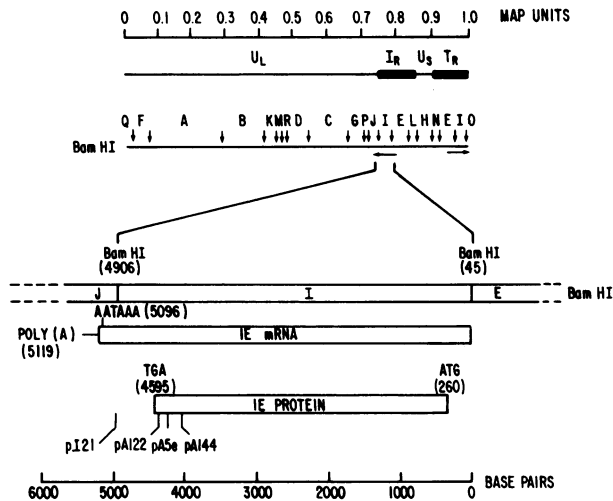 0 0.1 0.2 0.3 0.4 0.5 0.6 0.7 0.8 0.9 1.0 MAP UNITS
UL IR US TR
Q F A B K M R D C G P J I E L H N E I O
Bam HI
Bam HI (4906)
Bam HI (45)
J I E Bam HI
AATAAA (5096)
POLY (A) (5119)
IE mRNA
TGA (4595)
ATG (260)
IE PROTEIN
pI21 pA122 pA5e pA144
6000 5000 4000 3000 2000 1000 0 BASE PAIRS